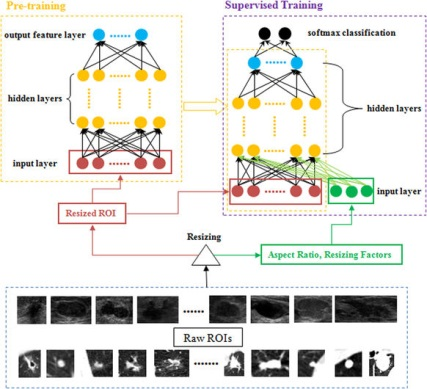 Pre-training
Supervised Training
output feature layer
softmax classification
hidden layers
hidden layers
input layer
input layer
Resized ROI
Resizing
Aspect Ratio, Resizing Factors
Raw ROIs